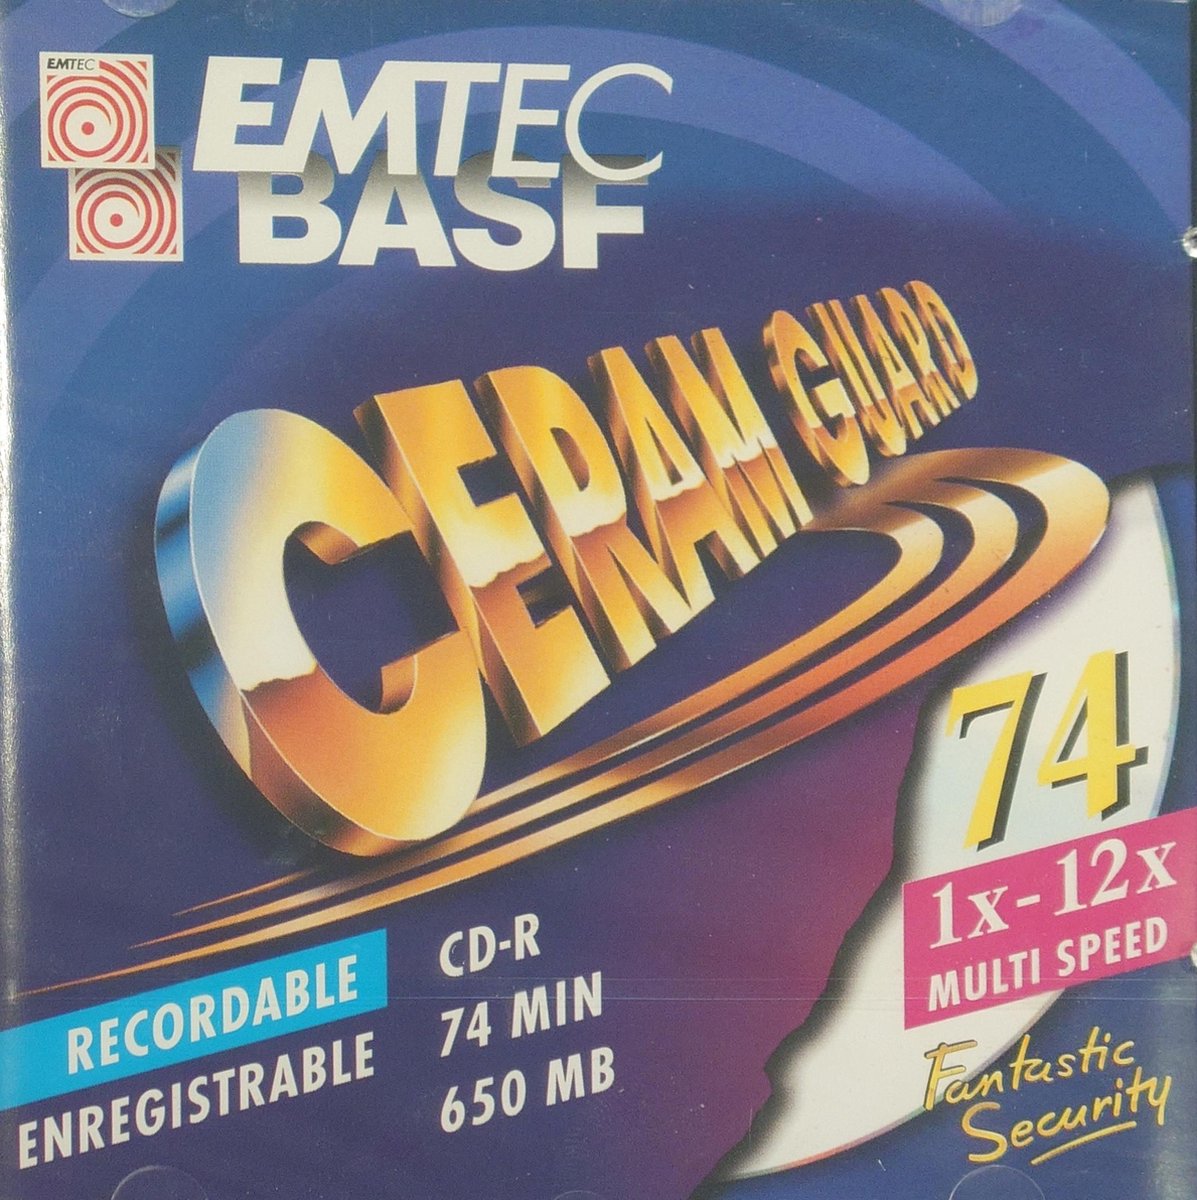 EMTEC
EMTEC
BASF
CERAM GUARD
74
1x-12x
MULTI SPEED
RECORDABLE
ENREGISTRABLE
CD-R
74 MIN
650 MB
Fantastic
Security